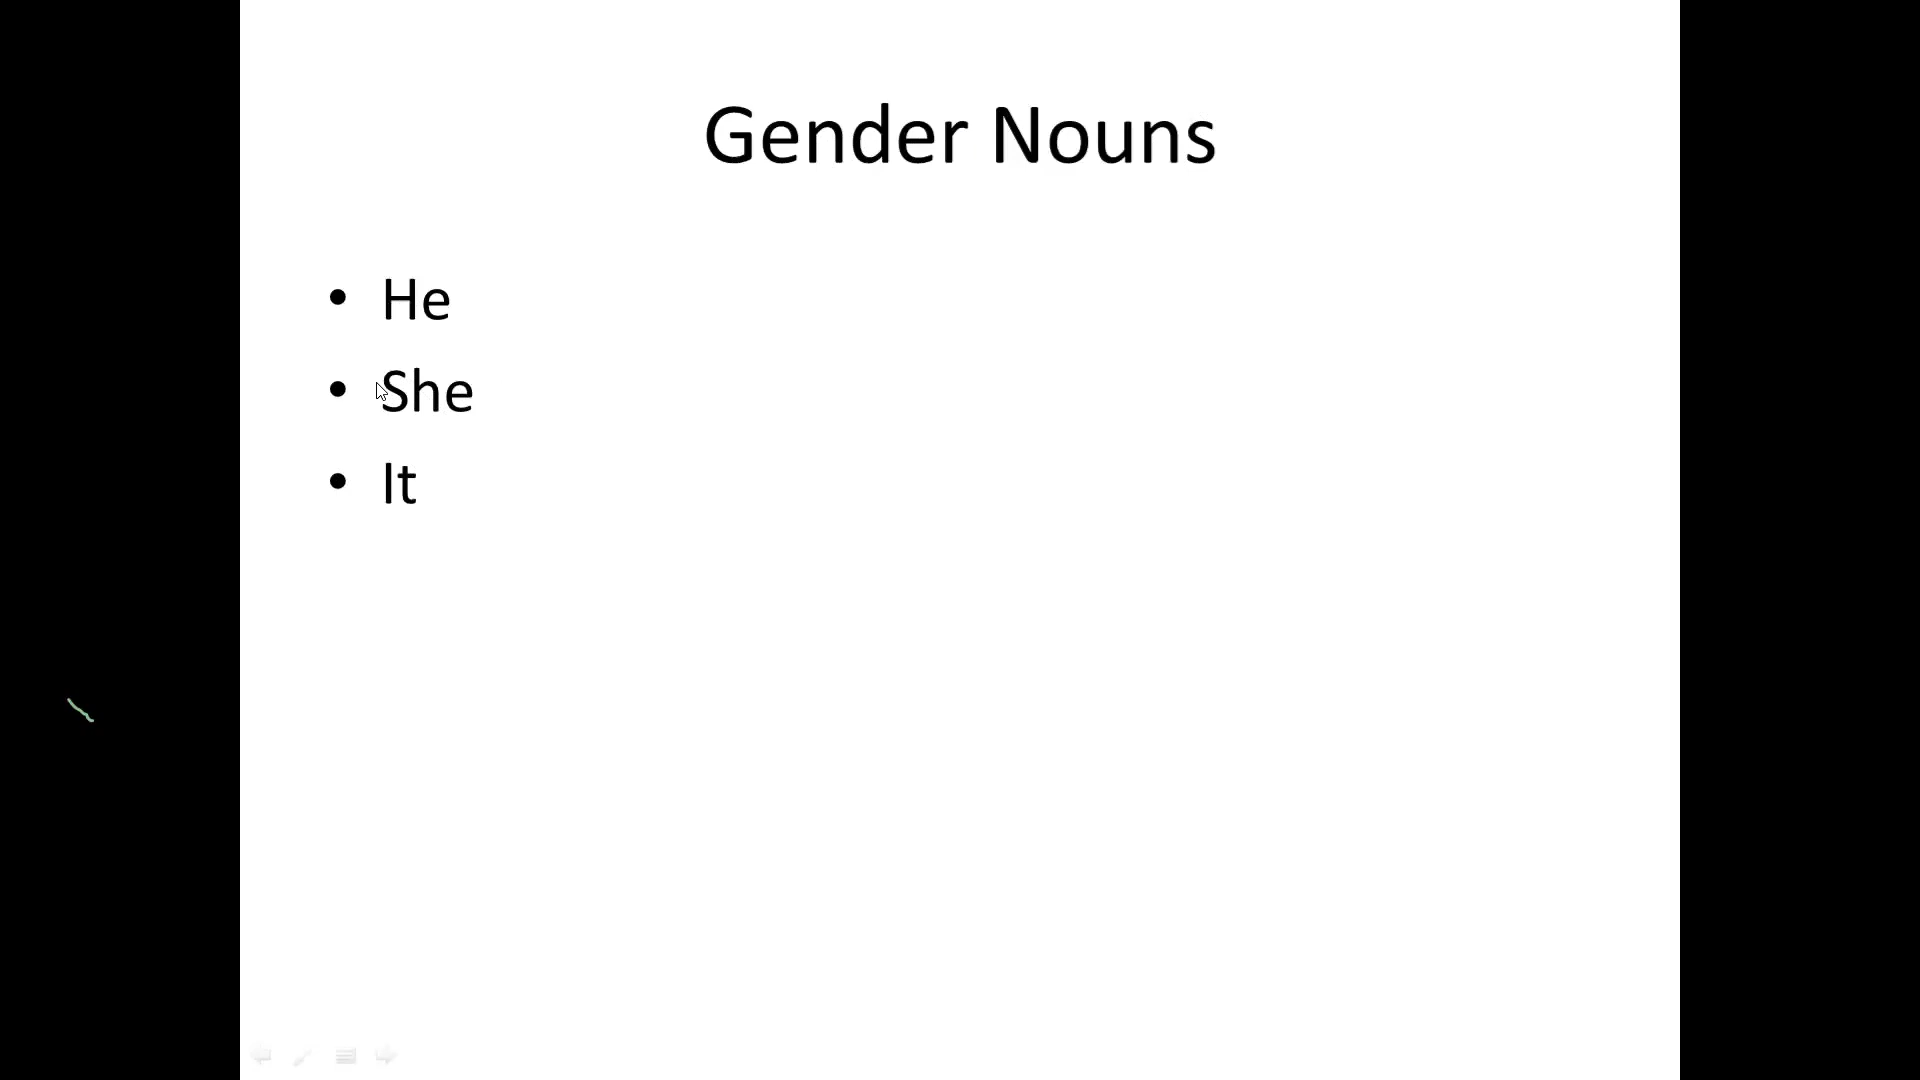 Gender Nouns
• He
• She
• It